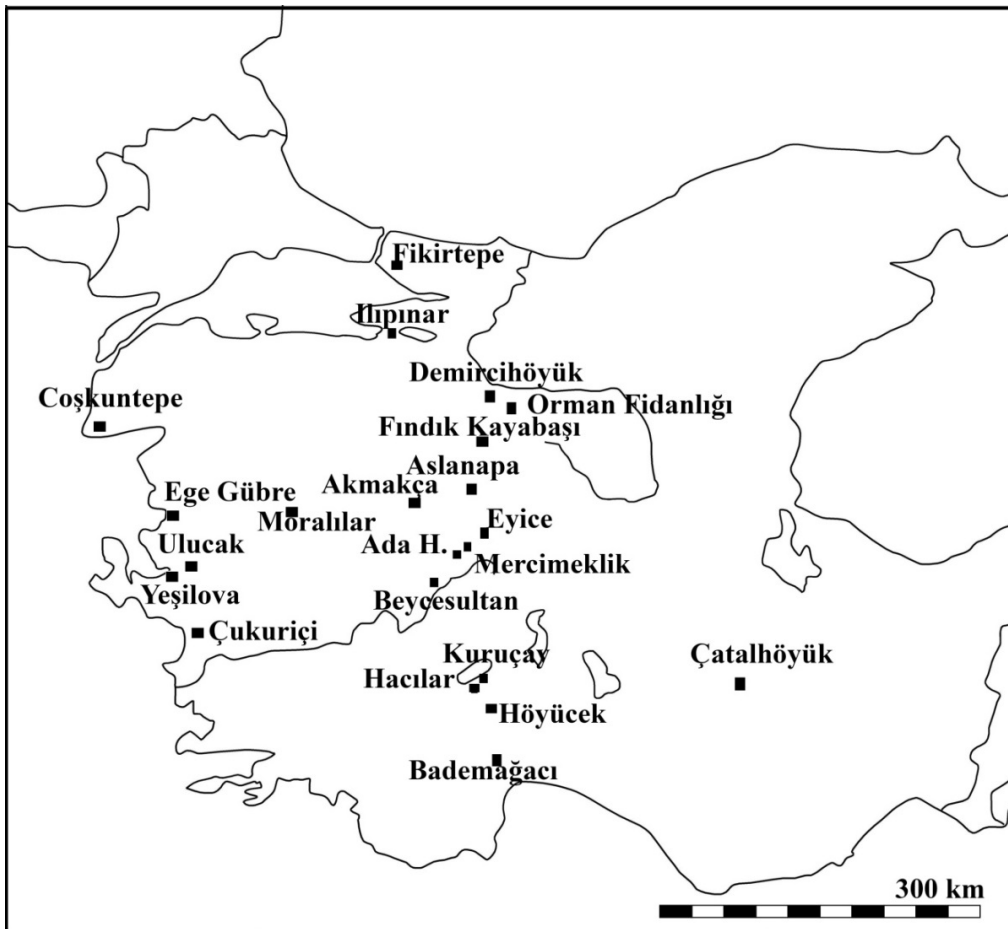 Fikirtepe
Ilıpınar
Demircihöyük
Coşkuntepe
Orman Fidanlığı
Fındık Kayabaşı
Aslanapa
Akmakça
Ege Gübre
Moralılar
Eyice
Ulucak
Ada H.
Mercimeklik
Yeşilova
Beycesultan
Çukuriçi
Kuruçay
Çatalhöyük
Hacılar
Höyücek
Bademağacı
300 km